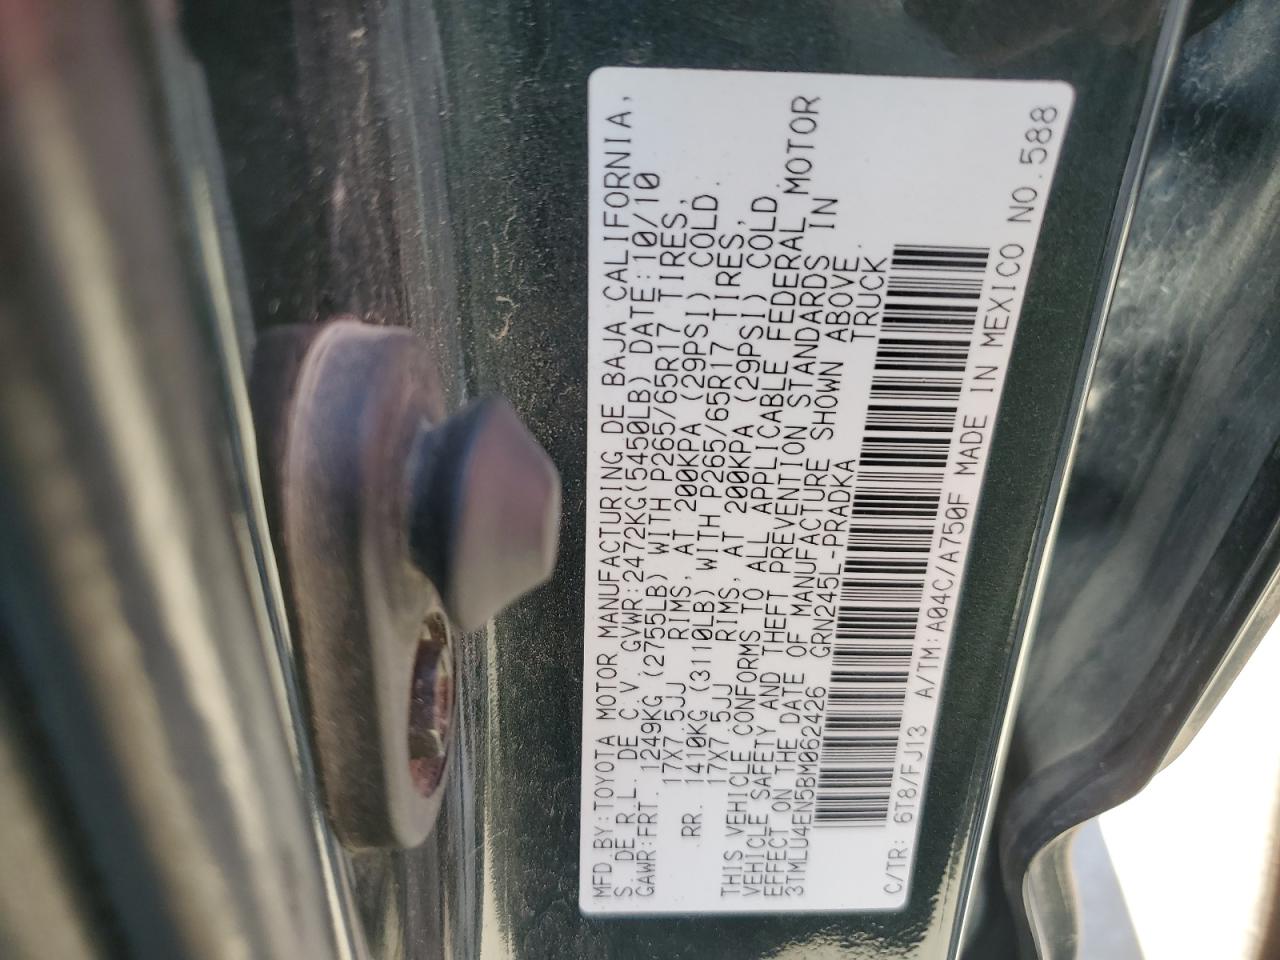 MFD.BY:TOYOTA MOTOR MANUFACTURING DE BAJA CALIFORNIA,
S. DE R.L. DE C.V. GVWR:2472KG(5450LB) DATE:10/10
GAWR:FRT. 1249KG (2755LB) WITH P265/65R17 TIRES,
17X7.5JJ RIMS, AT 200KPA (29PSI) COLD.
RR. 1410KG (3110LB) WITH P265/65R17 TIRES,
17X7.5JJ RIMS, AT 200KPA (29PSI) COLD.
THIS VEHICLE CONFORMS TO ALL APPLICABLE FEDERAL MOTOR
VEHICLE SAFETY AND THEFT PREVENTION STANDARDS IN
EFFECT ON THE DATE OF MANUFACTURE SHOWN ABOVE.
3TMLU4EN5BM062426 GRN245L-PRADKA TRUCK
C/TR: 6T8/FJ13 A/TM:A04C/A750F MADE IN MEXICO NO.588